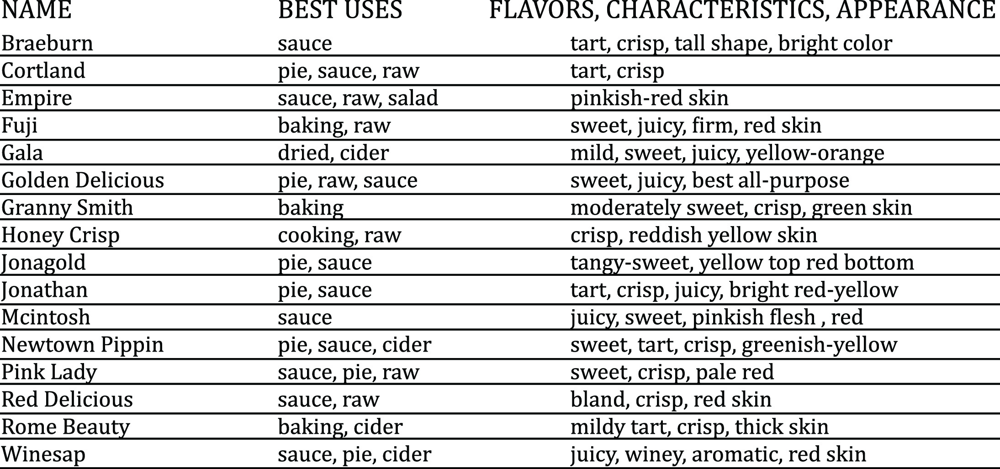 NAME BEST USES FLAVORS, CHARACTERISTICS, APPEARANCE
Braeburn sauce tart, crisp, tall shape, bright color
Cortland pie, sauce, raw tart, crisp
Empire sauce, raw, salad pinkish-red skin
Fuji baking, raw sweet, juicy, firm, red skin
Gala dried, cider mild, sweet, juicy, yellow-orange
Golden Delicious pie, raw, sauce sweet, juicy, best all-purpose
Granny Smith baking moderately sweet, crisp, green skin
Honey Crisp cooking, raw crisp, reddish yellow skin
Jonagold pie, sauce tangy-sweet, yellow top red bottom
Jonathan pie, sauce tart, crisp, juicy, bright red-yellow
Mcintosh sauce juicy, sweet, pinkish flesh , red
Newtown Pippin pie, sauce, cider sweet, tart, crisp, greenish-yellow
Pink Lady sauce, pie, raw sweet, crisp, pale red
Red Delicious sauce, raw bland, crisp, red skin
Rome Beauty baking, cider mildy tart, crisp, thick skin
Winesap sauce, pie, cider juicy, winey, aromatic, red skin